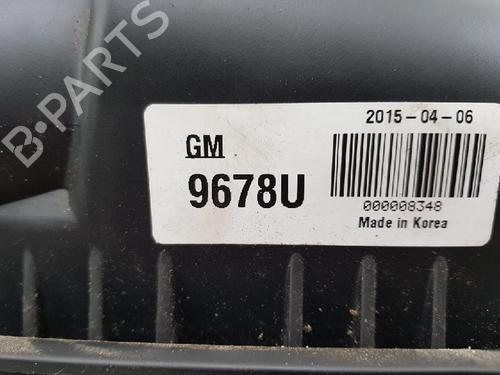 B-PARTS
GM
9678U
2015-04-06
000008348
Made in Korea